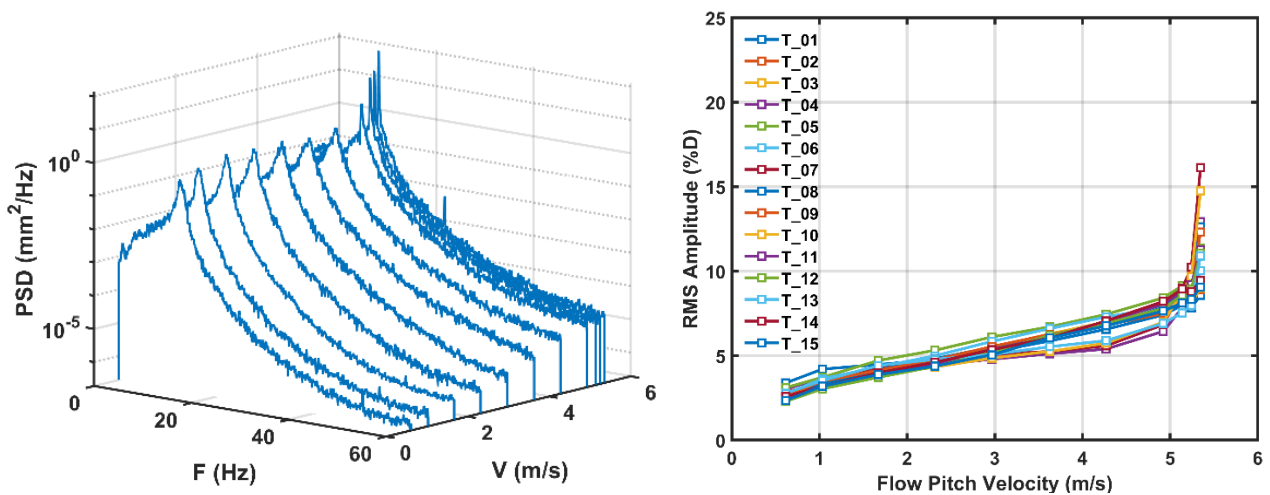 PSD (mm²/Hz)
10⁰
10⁻⁵
0
20
40
60
F (Hz)
0
2
4
6
V (m/s)
RMS Amplitude (%D)
25
20
15
10
5
0
T_01
T_02
T_03
T_04
T_05
T_06
T_07
T_08
T_09
T_10
T_11
T_12
T_13
T_14
T_15
0 1 2 3 4 5 6
Flow Pitch Velocity (m/s)